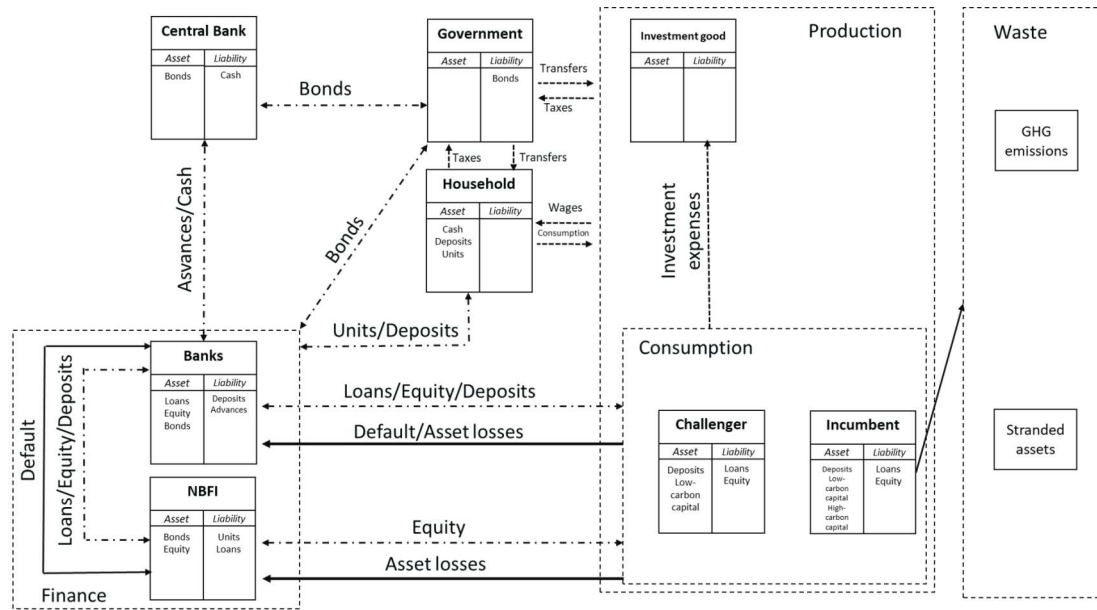 Central Bank
Asset Liability
Bonds Cash
Bonds
Government
Asset Liability
Bonds
Transfers
Taxes
Taxes
Transfers
Household
Asset Liability
Cash
Deposits
Units
Wages
Consumption
Investment good
Asset Liability
Production
Waste
GHG
emissions
Stranded
assets
Asvances/Cash
Bonds
Units/Deposits
Investment
expenses
Banks
Asset Liability
Loans Deposits
Equity Advances
Bonds
Default
Loans/Equity/Deposits
NBFI
Asset Liability
Bonds Units
Equity Loans
Finance
Loans/Equity/Deposits
Default/Asset losses
Equity
Asset losses
Consumption
Challenger
Asset Liability
Deposits Loans
Low- Equity
carbon
capital
Incumbent
Asset Liability
Deposits Loans
Low- Equity
carbon
capital
High-
carbon
capital